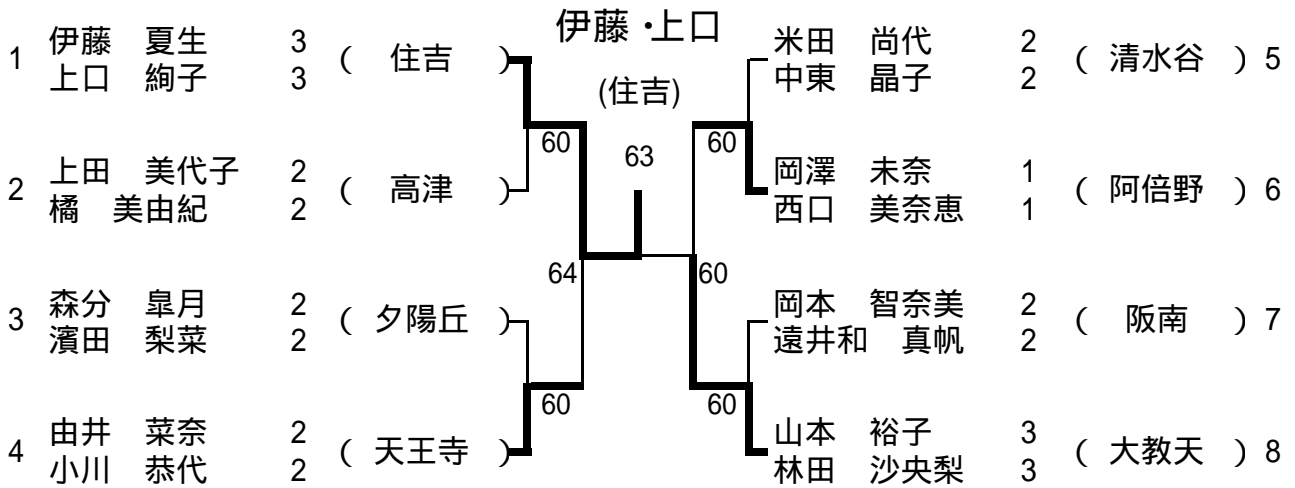 伊藤・上口
(住吉)
1 伊藤　夏生 3 ( 住吉 )
上口　絢子 3
2 上田　美代子 2 ( 高津 )
橘　美由紀 2
3 森分　皐月 2 ( 夕陽丘 )
濱田　梨菜 2
4 由井　菜奈 2 ( 天王寺 )
小川　恭代 2
60
60
64
63
60
60
60
米田　尚代 2 ( 清水谷 ) 5
中東　晶子 2
岡澤　未奈 1 ( 阿倍野 ) 6
西口　美奈恵 1
岡本　智奈美 2 ( 阪南 ) 7
遠井和　真帆 2
山本　裕子 3 ( 大教天 ) 8
林田　沙央梨 3